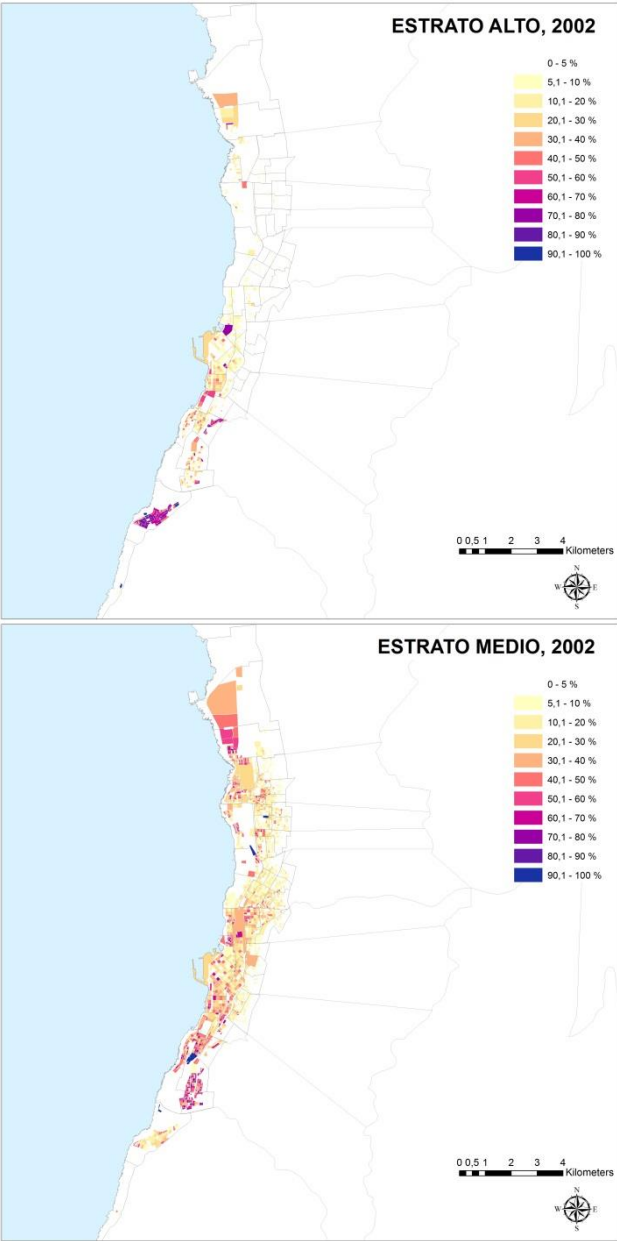 ESTRATO ALTO, 2002
0 - 5 %
5,1 - 10 %
10,1 - 20 %
20,1 - 30 %
30,1 - 40 %
40,1 - 50 %
50,1 - 60 %
60,1 - 70 %
70,1 - 80 %
80,1 - 90 %
90,1 - 100 %
0 0,5 1 2 3 4
Kilometers
N
W E
S
ESTRATO MEDIO, 2002
0 - 5 %
5,1 - 10 %
10,1 - 20 %
20,1 - 30 %
30,1 - 40 %
40,1 - 50 %
50,1 - 60 %
60,1 - 70 %
70,1 - 80 %
80,1 - 90 %
90,1 - 100 %
0 0,5 1 2 3 4
Kilometers
N
W E
S